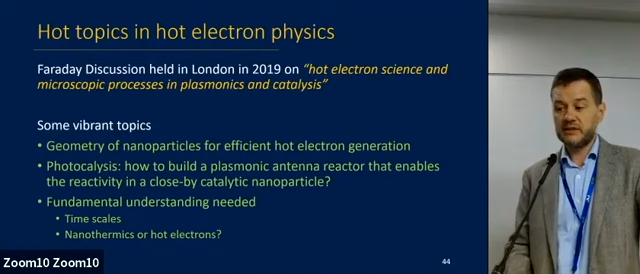 Hot topics in hot electron physics
Faraday Discussion held in London in 2019 on "hot electron science and
microscopic processes in plasmonics and catalysis"
Some vibrant topics
• Geometry of nanoparticles for efficient hot electron generation
• Photocalysis: how to build a plasmonic antenna reactor that enables
the reactivity in a close-by catalytic nanoparticle?
• Fundamental understanding needed
• Time scales
• Nanothermics or hot electrons?
Zoom10 Zoom10
44